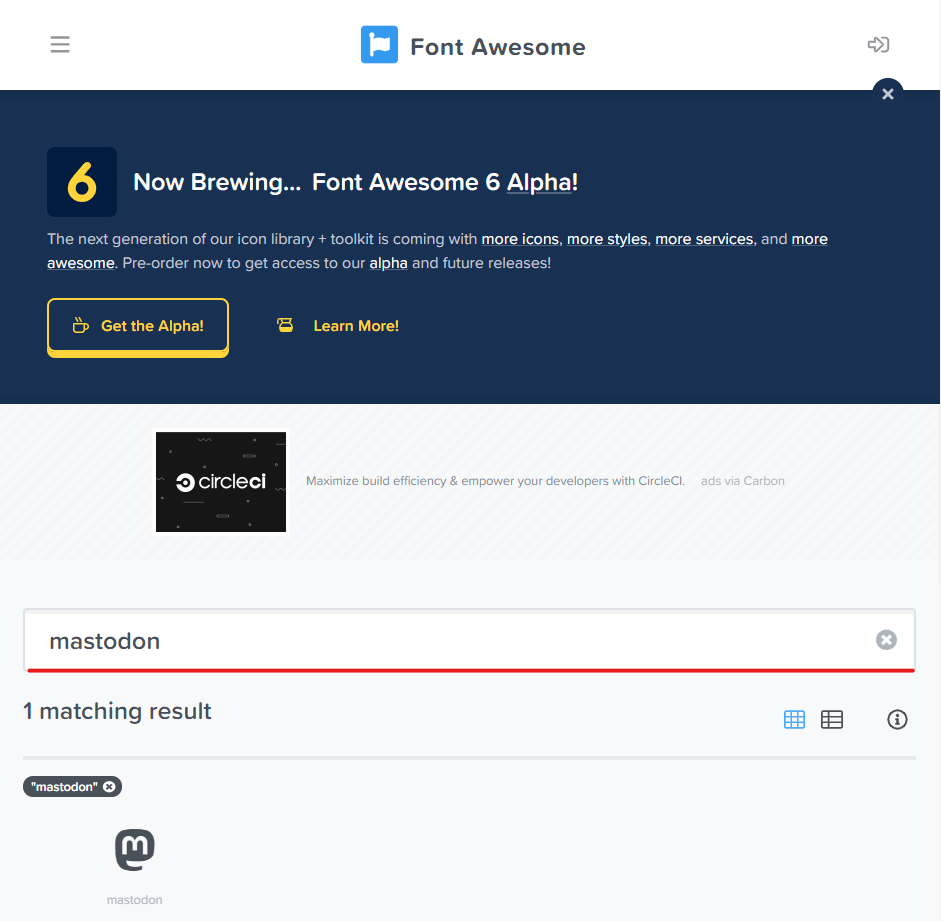 Font Awesome
6
Now Brewing... Font Awesome 6 Alpha!
The next generation of our icon library + toolkit is coming with more icons, more styles, more services, and more
awesome. Pre-order now to get access to our alpha and future releases!
Get the Alpha!
Learn More!
circleci
Maximize build efficiency & empower your developers with CircleCI.
ads via Carbon
mastodon
1 matching result
"mastodon"
m
mastodon